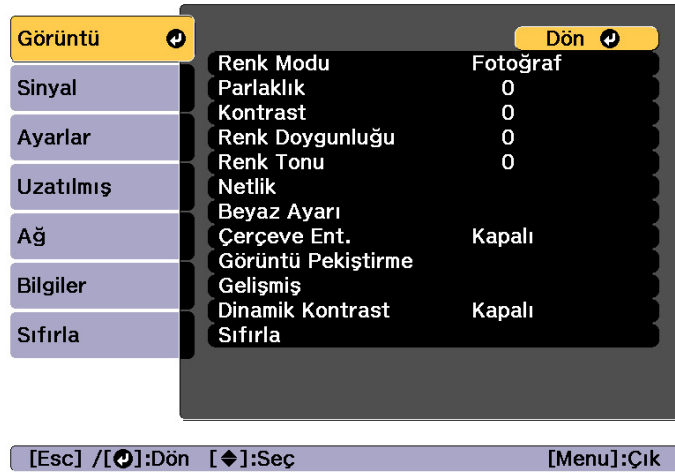 Görüntü
Sinyal
Ayarlar
Uzatılmış
Ağ
Bilgiler
Sıfırla
Dön
Renk Modu Fotoğraf
Parlaklık 0
Kontrast 0
Renk Doygunluğu 0
Renk Tonu 0
Netlik
Beyaz Ayarı
Çerçeve Ent. Kapalı
Görüntü Pekiştirme
Gelişmiş
Dinamik Kontrast Kapalı
Sıfırla
[Esc] /[⏎]:Dön [◆]:Seç [Menu]:Çık